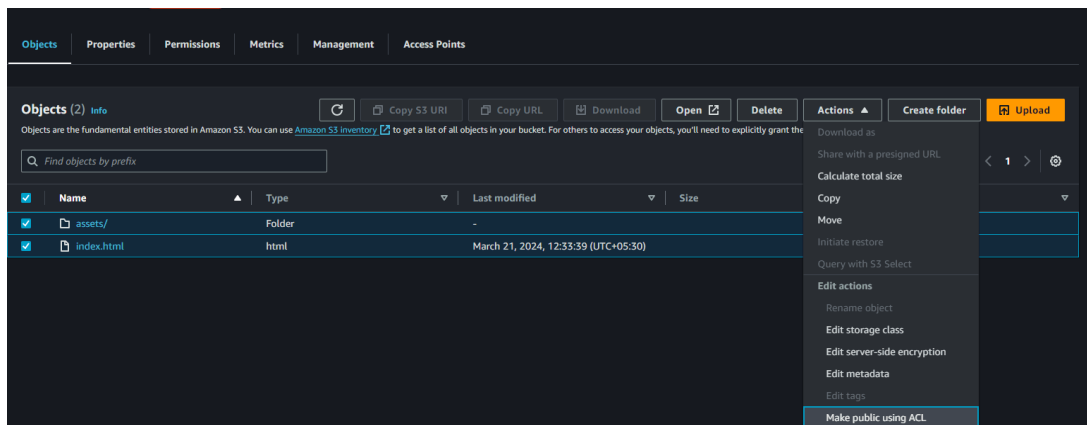 Objects Properties Permissions Metrics Management Access Points
Objects (2) Info
Copy S3 URI Copy URL Download Open Delete Actions Create folder Upload
Objects are the fundamental entities stored in Amazon S3. You can use Amazon S3 inventory to get a list of all objects in your bucket. For others to access your objects, you'll need to explicitly grant the
Find objects by prefix
1
Name Type Last modified Size
assets/ Folder -
index.html html March 21, 2024, 12:33:39 (UTC+05:30)
Download as
Share with a presigned URL
Calculate total size
Copy
Move
Initiate restore
Query with S3 Select
Edit actions
Rename object
Edit storage class
Edit server-side encryption
Edit metadata
Edit tags
Make public using ACL